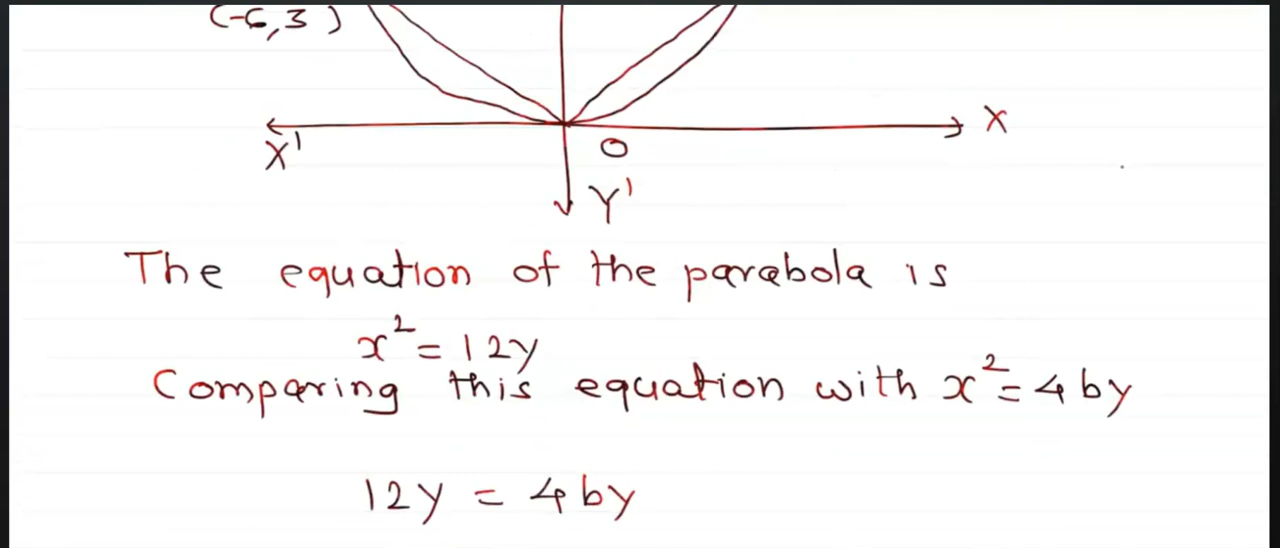 (-6,3)
X
X'
O
Y'
The equation of the parabola is
x²=12y
Comparing this equation with x²=4by
12y = 4by